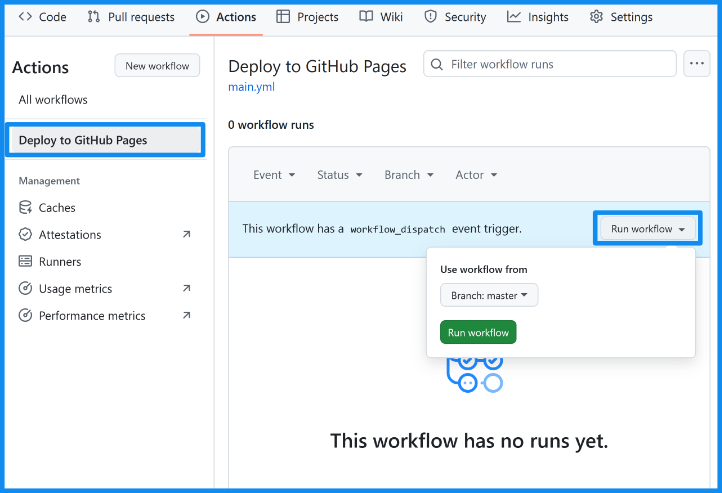 Code Pull requests Actions Projects Wiki Security Insights Settings
Actions
New workflow
All workflows
Deploy to GitHub Pages
Management
Caches
Attestations
Runners
Usage metrics
Performance metrics
Deploy to GitHub Pages
Filter workflow runs
main.yml
0 workflow runs
Event Status Branch Actor
This workflow has a workflow_dispatch event trigger.
Run workflow
Use workflow from
Branch: master
Run workflow
This workflow has no runs yet.